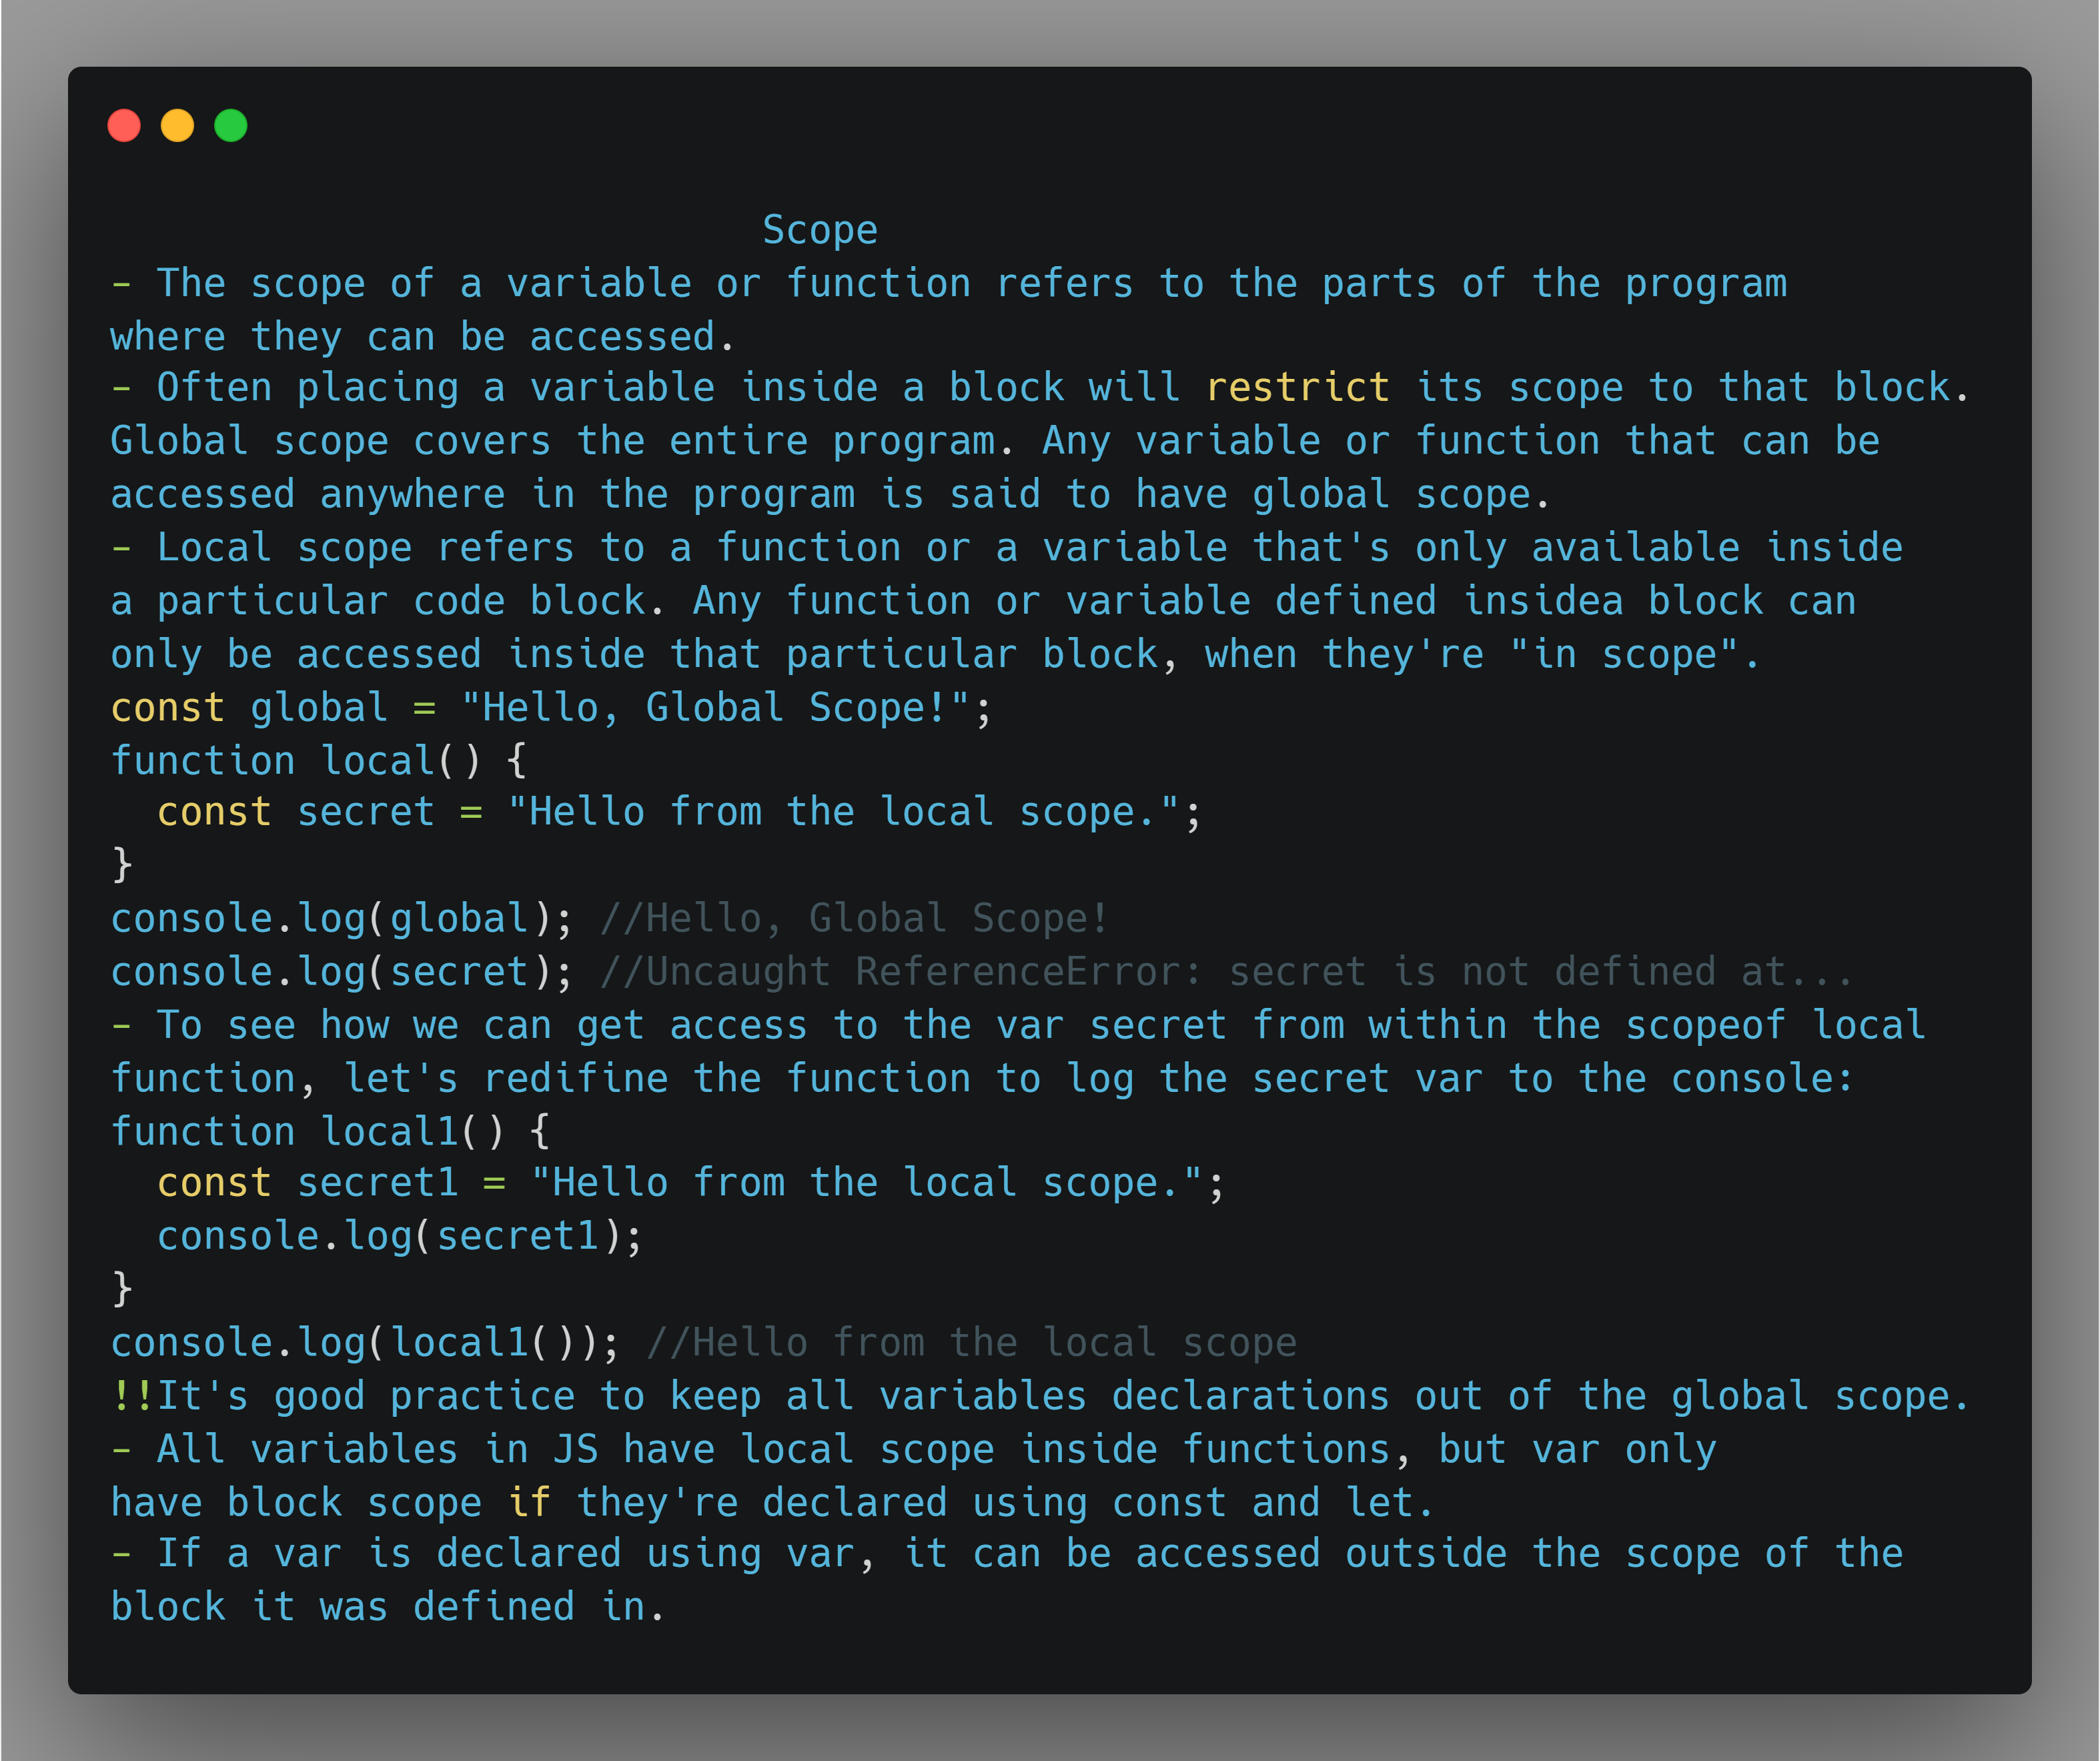 Scope
- The scope of a variable or function refers to the parts of the program
where they can be accessed.
- Often placing a variable inside a block will restrict its scope to that block.
Global scope covers the entire program. Any variable or function that can be
accessed anywhere in the program is said to have global scope.
- Local scope refers to a function or a variable that's only available inside
a particular code block. Any function or variable defined insidea block can
only be accessed inside that particular block, when they're "in scope".
const global = "Hello, Global Scope!";
function local() {
  const secret = "Hello from the local scope.";
}
console.log(global); //Hello, Global Scope!
console.log(secret); //Uncaught ReferenceError: secret is not defined at...
- To see how we can get access to the var secret from within the scopeof local
function, let's redifine the function to log the secret var to the console:
function local1() {
  const secret1 = "Hello from the local scope.";
  console.log(secret1);
}
console.log(local1()); //Hello from the local scope
!!It's good practice to keep all variables declarations out of the global scope.
- All variables in JS have local scope inside functions, but var only
have block scope if they're declared using const and let.
- If a var is declared using var, it can be accessed outside the scope of the
block it was defined in.